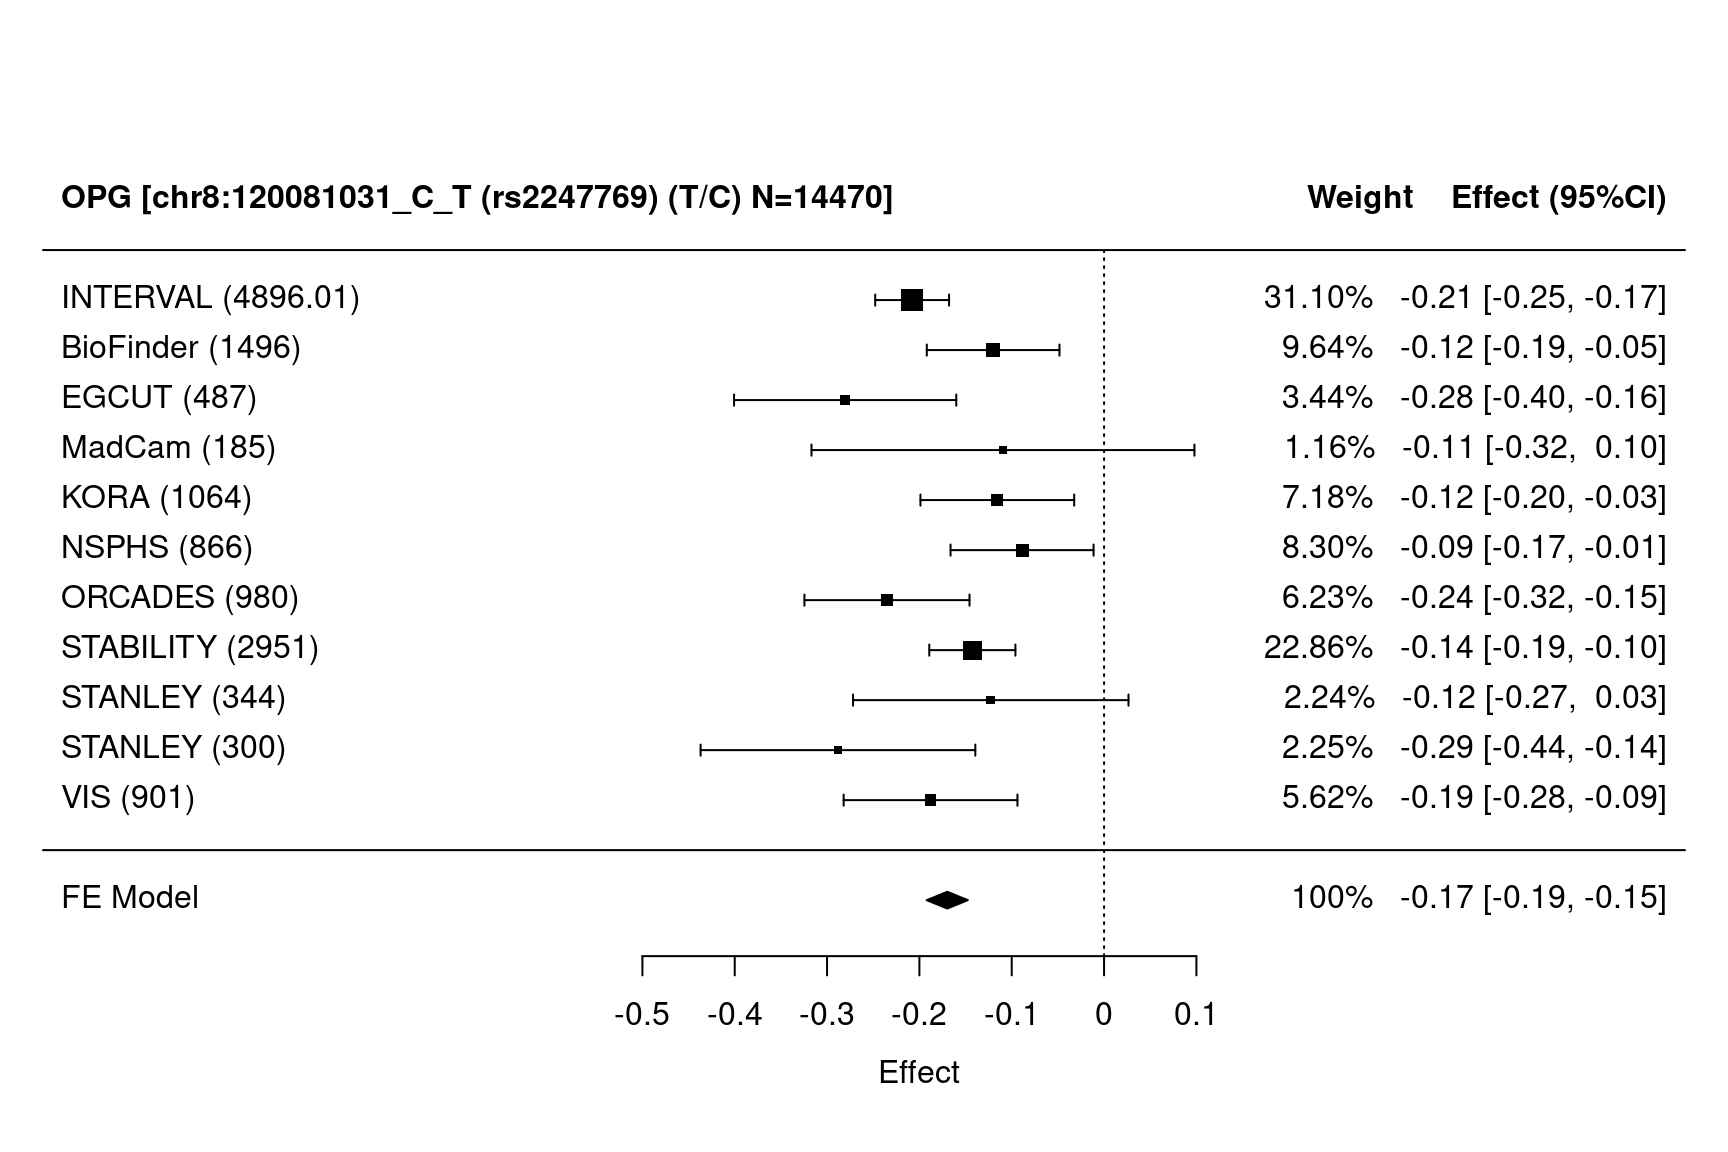 OPG [chr8:120081031_C_T (rs2247769) (T/C) N=14470] Weight Effect (95%CI)
INTERVAL (4896.01) 31.10% -0.21 [-0.25, -0.17]
BioFinder (1496) 9.64% -0.12 [-0.19, -0.05]
EGCUT (487) 3.44% -0.28 [-0.40, -0.16]
MadCam (185) 1.16% -0.11 [-0.32, 0.10]
KORA (1064) 7.18% -0.12 [-0.20, -0.03]
NSPHS (866) 8.30% -0.09 [-0.17, -0.01]
ORCADES (980) 6.23% -0.24 [-0.32, -0.15]
STABILITY (2951) 22.86% -0.14 [-0.19, -0.10]
STANLEY (344) 2.24% -0.12 [-0.27, 0.03]
STANLEY (300) 2.25% -0.29 [-0.44, -0.14]
VIS (901) 5.62% -0.19 [-0.28, -0.09]
FE Model 100% -0.17 [-0.19, -0.15]
-0.5 -0.4 -0.3 -0.2 -0.1 0 0.1
Effect